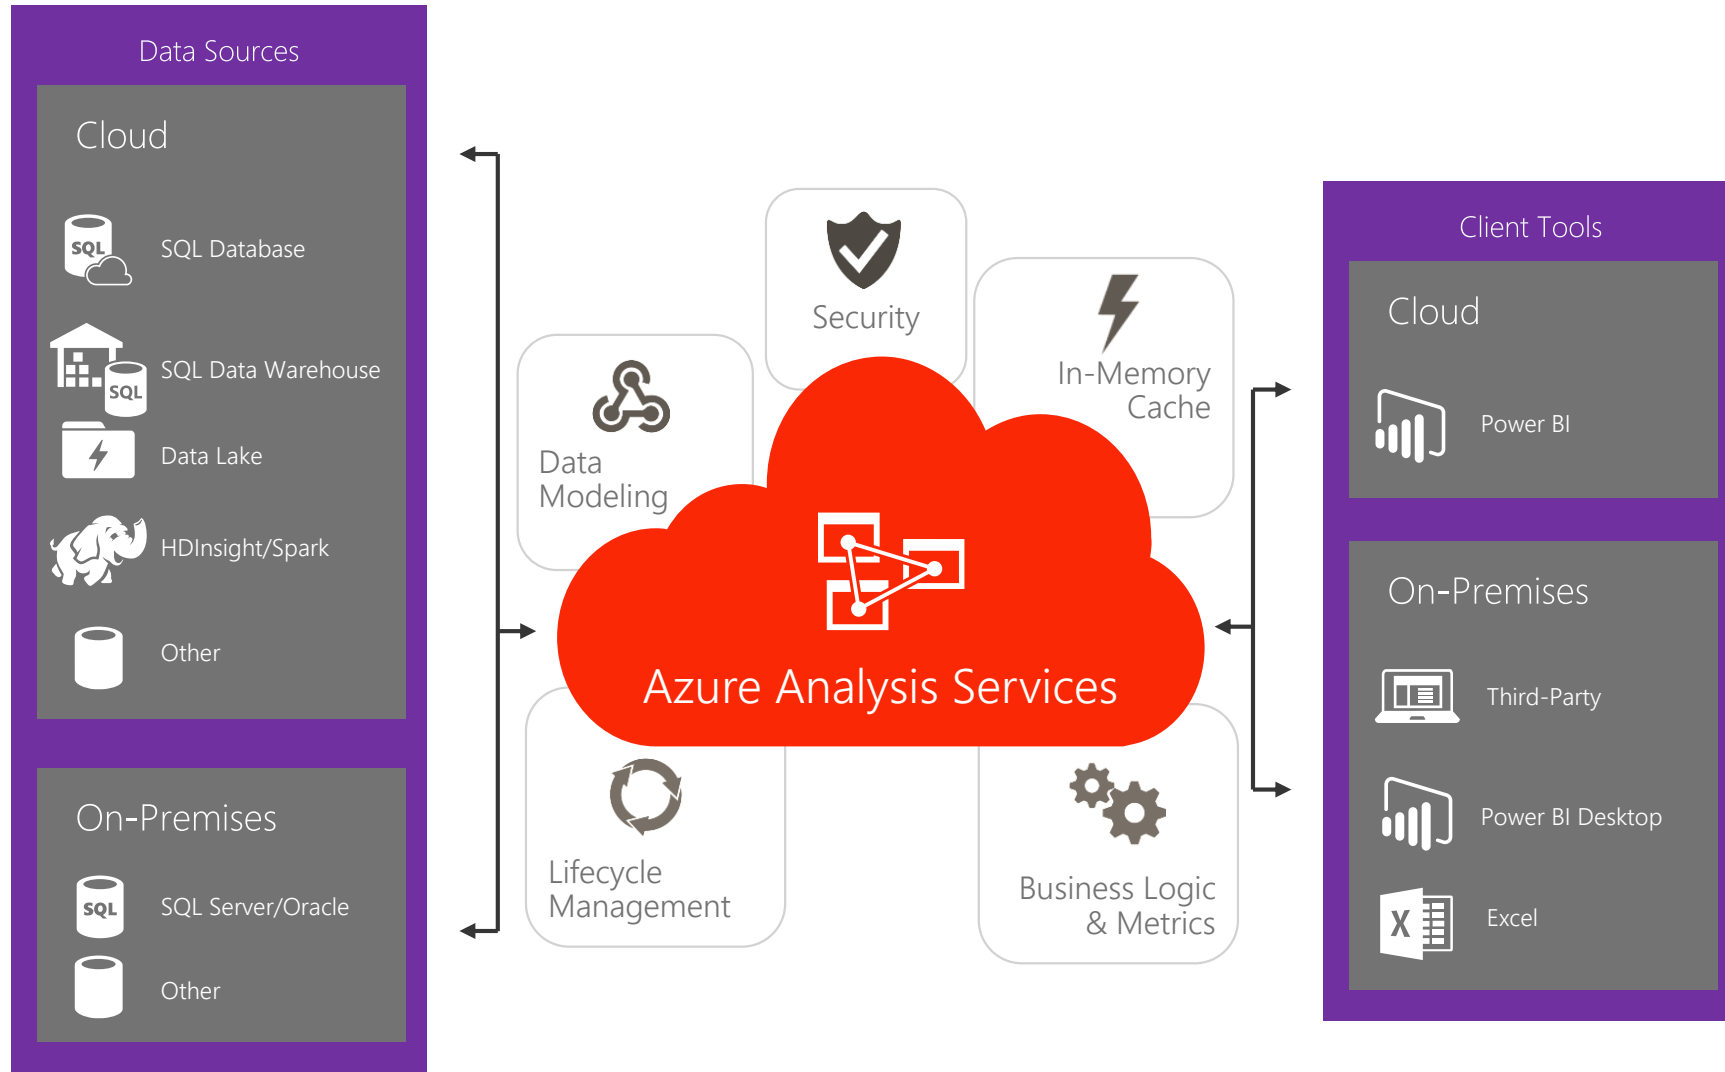 Data Sources
Cloud
SQL
SQL Database
SQL
SQL Data Warehouse
Data Lake
HDInsight/Spark
Other
On-Premises
SQL
SQL Server/Oracle
Other
Security
In-Memory
Cache
Data
Modeling
Azure Analysis Services
Lifecycle
Management
Business Logic
& Metrics
Client Tools
Cloud
Power BI
On-Premises
Third-Party
Power BI Desktop
X
Excel